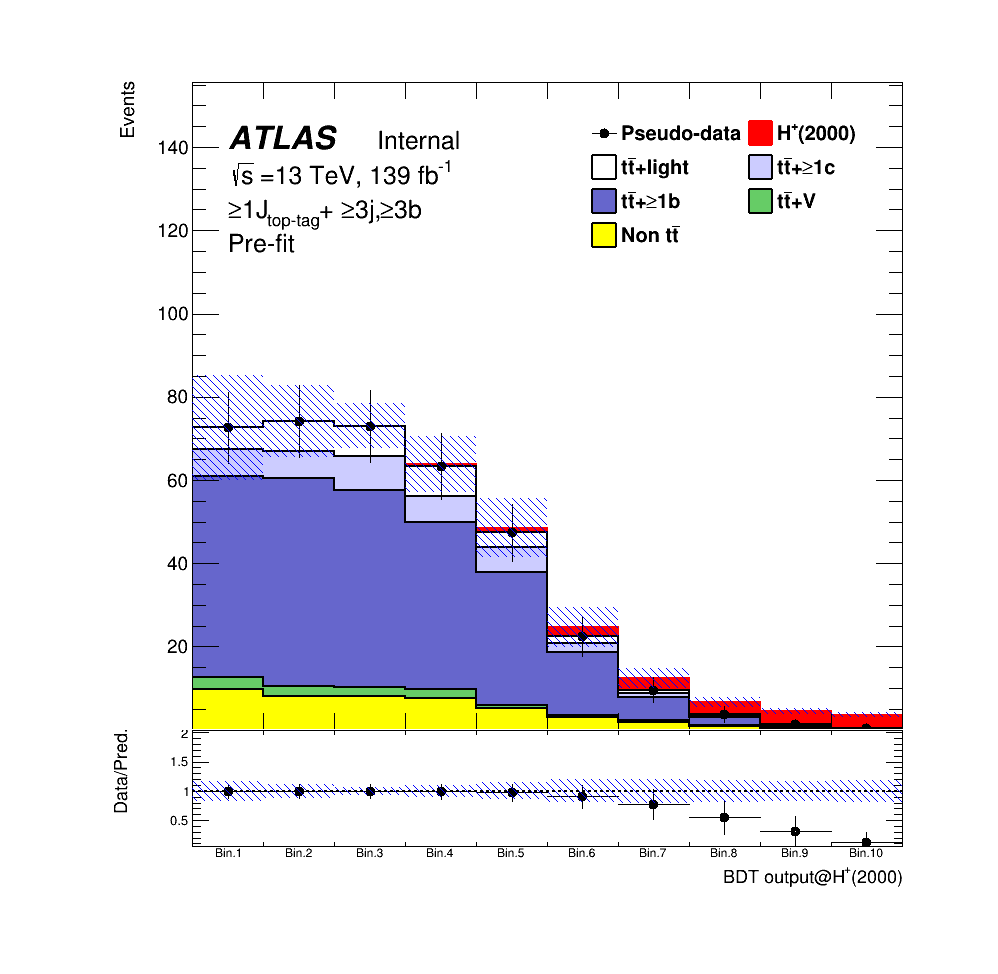 Events
140
120
100
80
60
40
20
ATLAS Internal
√s =13 TeV, 139 fb⁻¹
≥1J_top-tag+ ≥3j,≥3b
Pre-fit
Pseudo-data
H⁺(2000)
tt̄+light
tt̄+≥1c
tt̄+≥1b
tt̄+V
Non tt̄
Data/Pred.
2
1.5
1
0.5
Bin.1 Bin.2 Bin.3 Bin.4 Bin.5 Bin.6 Bin.7 Bin.8 Bin.9 Bin.10
BDT output@H⁺(2000)